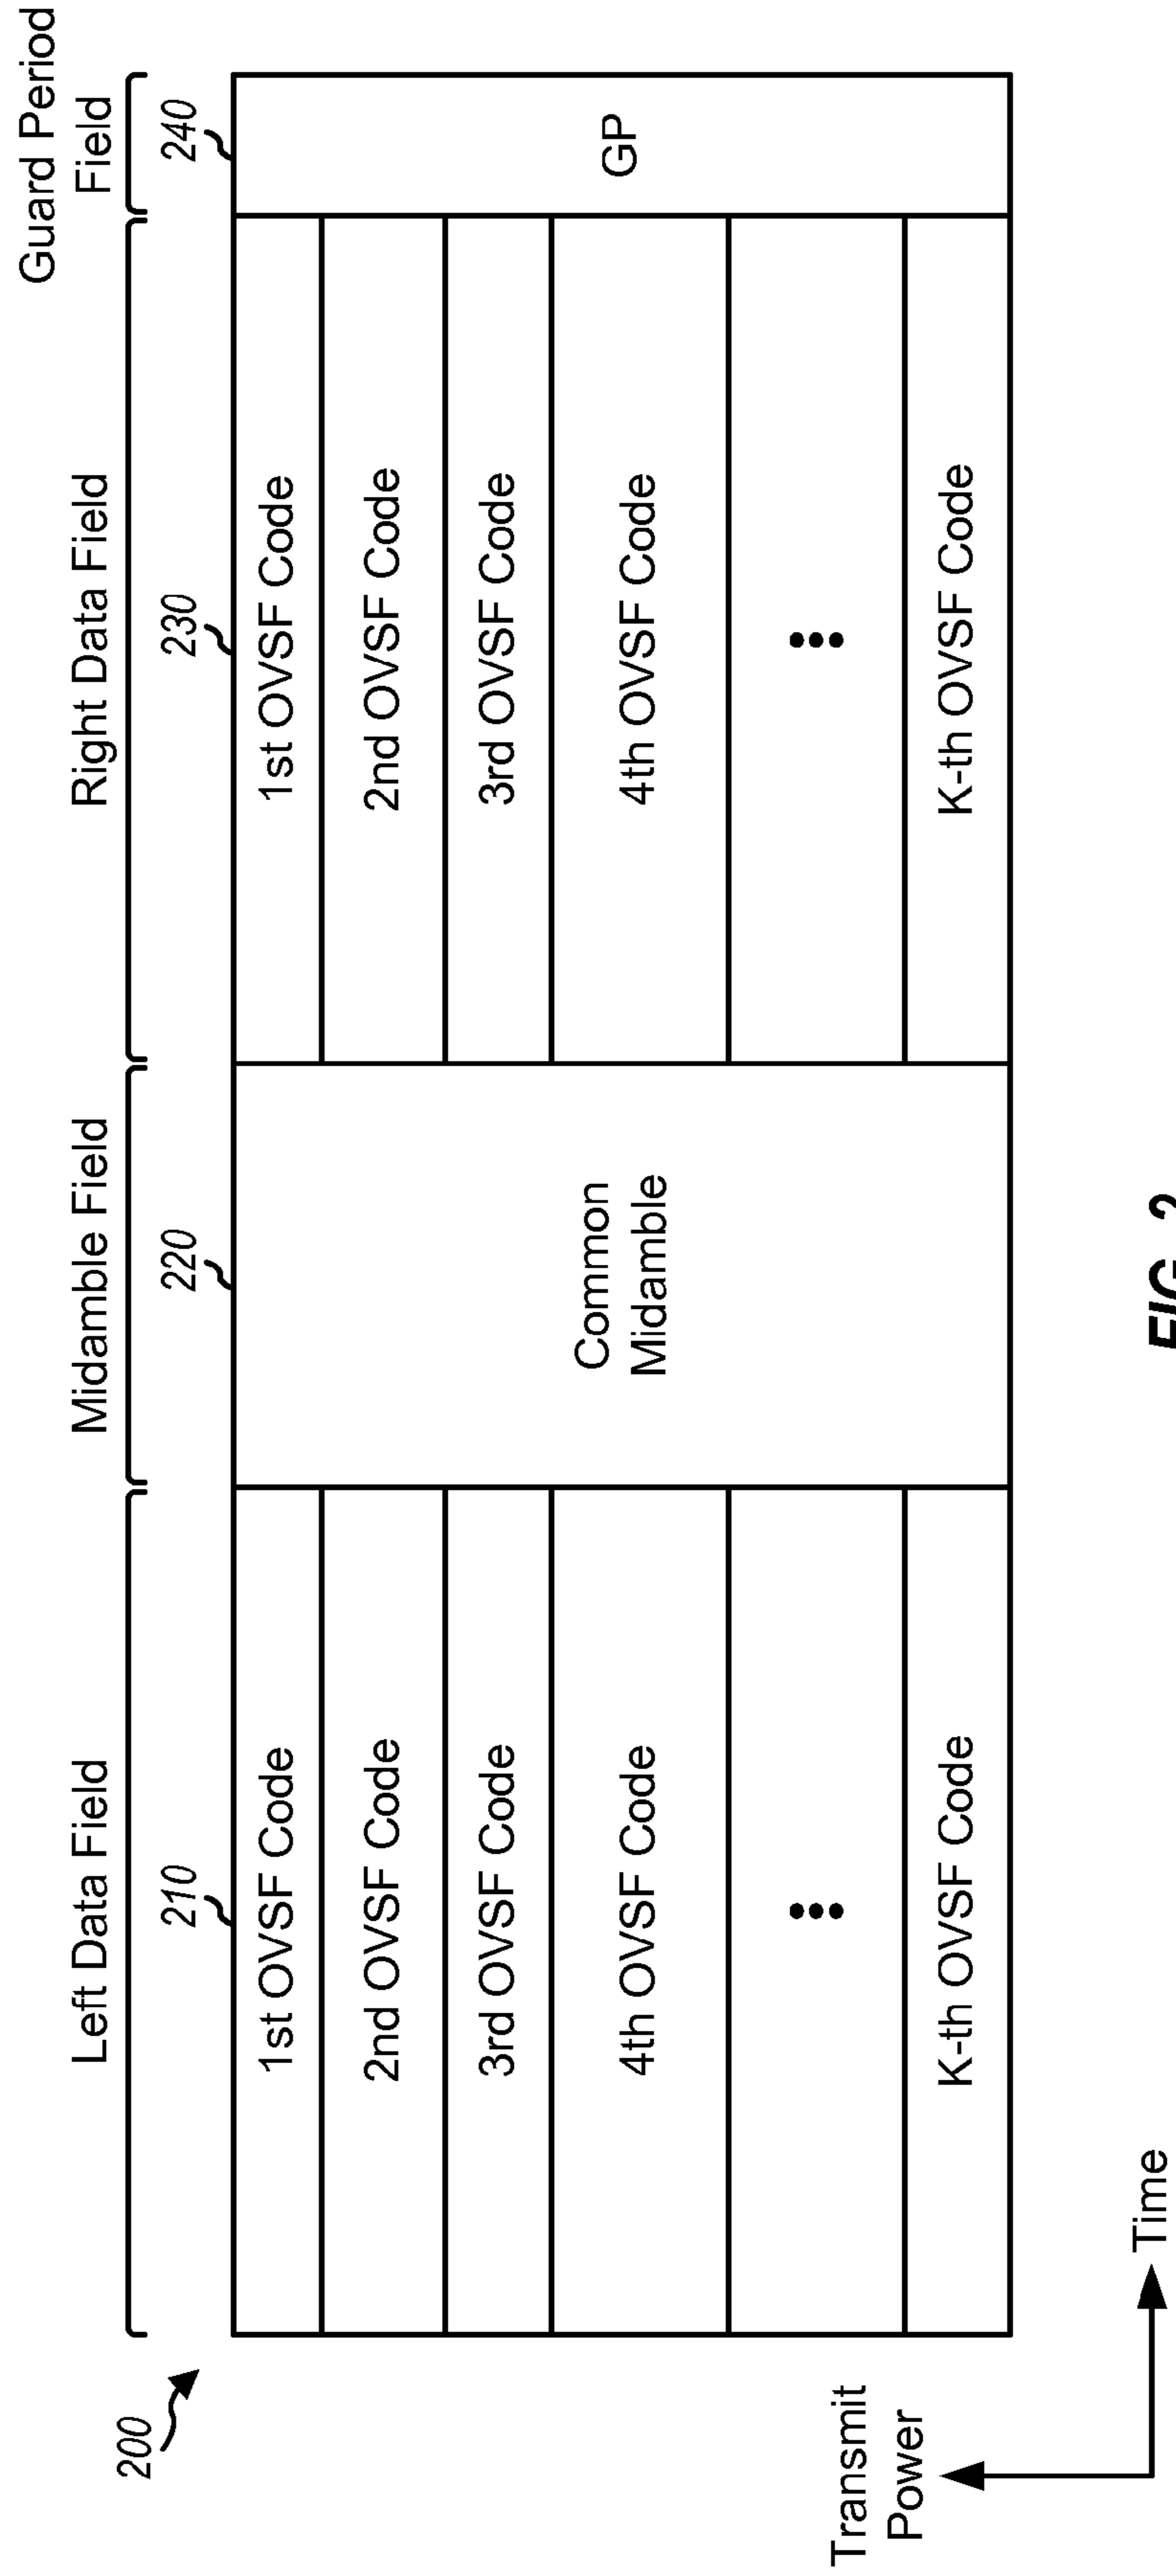 200
Left Data Field
Midamble Field
Right Data Field
Guard Period
Field
210
220
230
240
1st OVSF Code
2nd OVSF Code
3rd OVSF Code
4th OVSF Code
K-th OVSF Code
Common
Midamble
1st OVSF Code
2nd OVSF Code
3rd OVSF Code
4th OVSF Code
K-th OVSF Code
GP
Transmit
Power
Time
FIG. 2